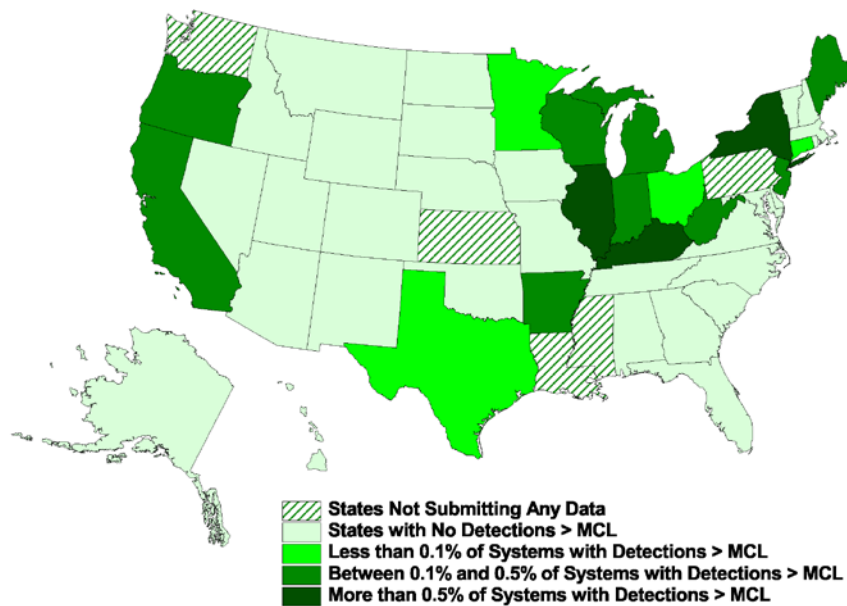 States Not Submitting Any Data
States with No Detections > MCL
Less than 0.1% of Systems with Detections > MCL
Between 0.1% and 0.5% of Systems with Detections > MCL
More than 0.5% of Systems with Detections > MCL